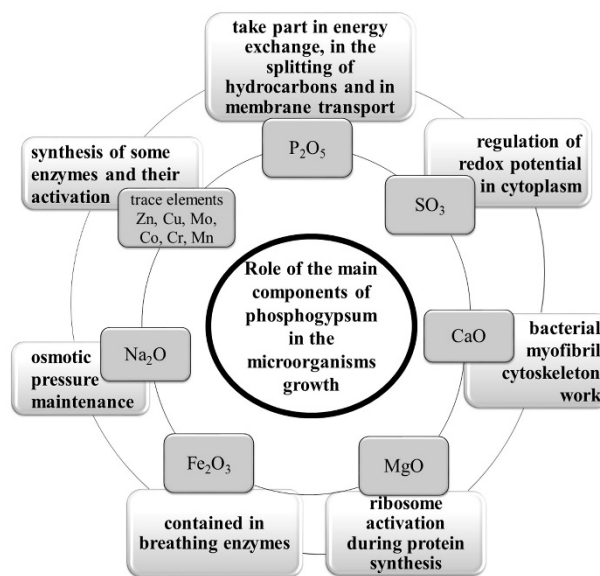 take part in energy
exchange, in the
splitting of
hydrocarbons and in
membrane transport
P₂O₅
regulation of
redox potential
in cytoplasm
SO₃
CaO
bacterial
myofibril
cytoskeleton
work
MgO
ribosome
activation
during protein
synthesis
Fe₂O₃
contained in
breathing enzymes
Na₂O
osmotic
pressure
maintenance
synthesis of some
enzymes and their
activation
trace elements
Zn, Cu, Mo,
Co, Cr, Mn
Role of the main
components of
phosphogypsum
in the
microorganisms
growth